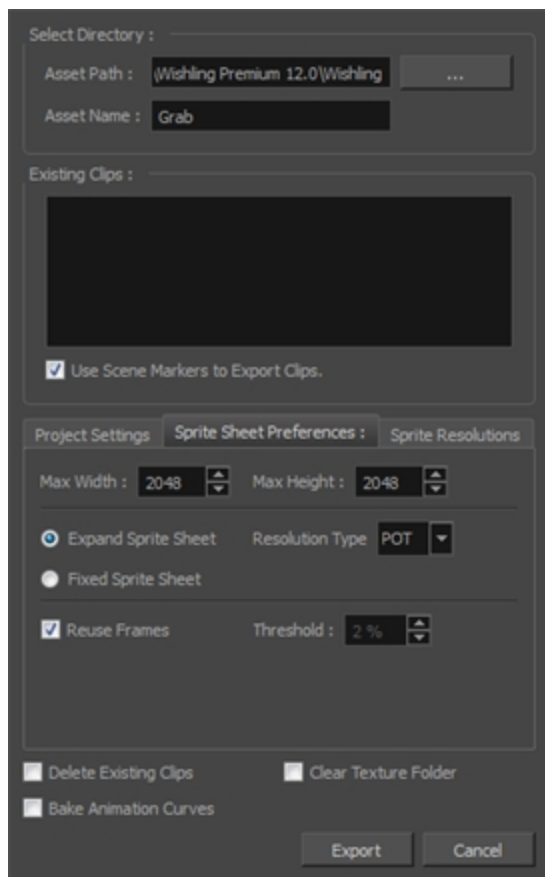 Select Directory :
Asset Path : \Wishling Premium 12.0\Wishling ...
Asset Name : Grab
Existing Clips :
Use Scene Markers to Export Clips.
Project Settings Sprite Sheet Preferences : Sprite Resolutions
Max Width : 2048 Max Height : 2048
Expand Sprite Sheet Resolution Type POT
Fixed Sprite Sheet
Reuse Frames Threshold : 2 %
Delete Existing Clips Clear Texture Folder
Bake Animation Curves
Export Cancel